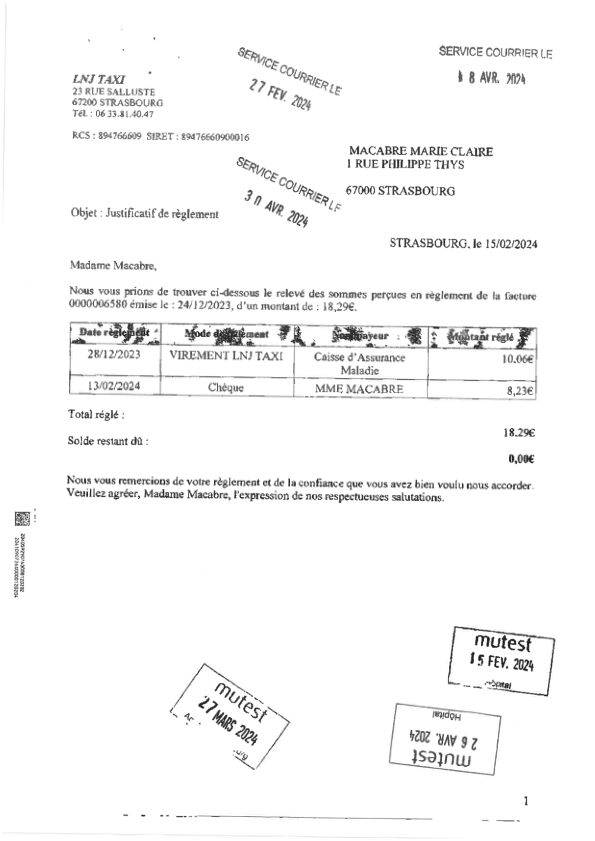 SERVICE COURRIER LE
27 FEV. 2024
SERVICE COURRIER LE
8 AVR. 2024
LNJ TAXI
23 RUE SALLUSTE
67200 STRASBOURG
Tél. : 06 33.81.40.47
RCS : 894766609 SIRET : 89476660900016
MACABRE MARIE CLAIRE
1 RUE PHILIPPE THYS
67000 STRASBOURG
SERVICE COURRIER LE
30 AVR. 2024
Objet : Justificatif de règlement
STRASBOURG, le 15/02/2024
Madame Macabre,
Nous vous prions de trouver ci-dessous le relevé des sommes perçues en règlement de la facture
0000006580 émise le : 24/12/2023, d'un montant de : 18,29€.
Date règlement Mode de règlement Nom payeur : Montant réglé
28/12/2023 VIREMENT LNJ TAXI Caisse d'Assurance Maladie 10.06€
13/02/2024 Chèque MME MACABRE 8,23€
Total réglé :
18.29€
Solde restant dû :
0,00€
Nous vous remercions de votre règlement et de la confiance que vous avez bien voulu nous accorder.
Veuillez agréer, Madame Macabre, l'expression de nos respectueuses salutations.
mutest
15 FEV. 2024
Hôpital
mutest
27 MARS 2024
mutest
26 AVR. 2024
Hôpital
1